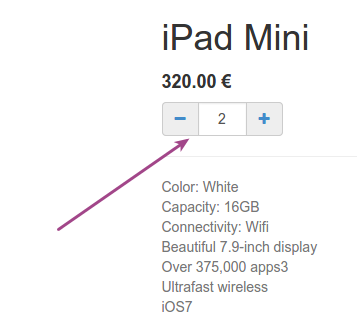 iPad Mini
320.00 €
− 2 +
Color: White
Capacity: 16GB
Connectivity: Wifi
Beautiful 7.9-inch display
Over 375,000 apps3
Ultrafast wireless
iOS7